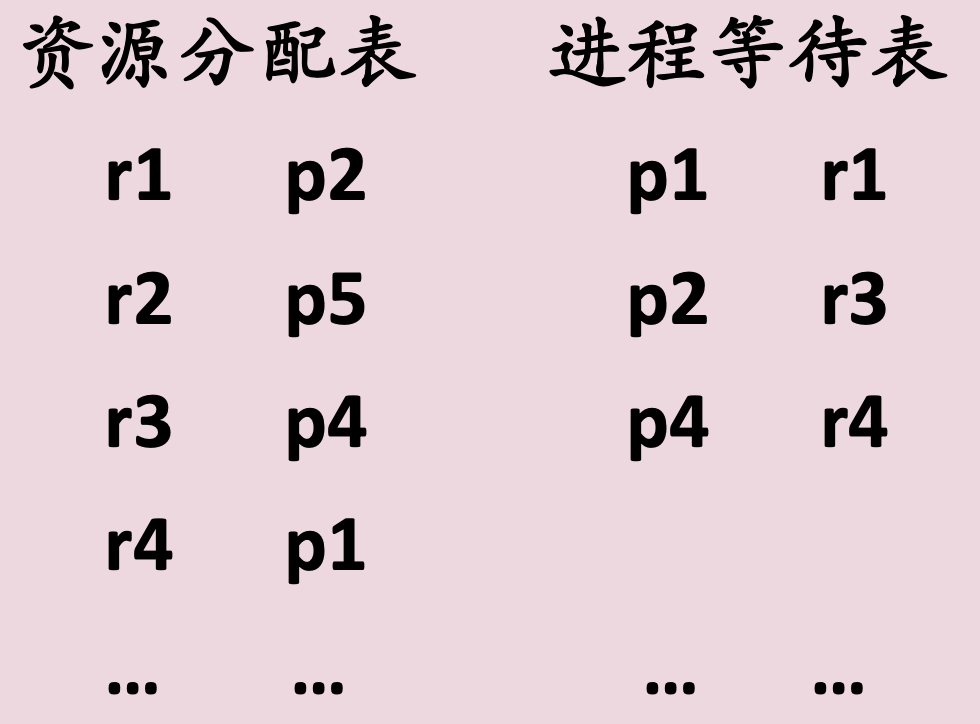 资源分配表 进程等待表
r1 p2 p1 r1
r2 p5 p2 r3
r3 p4 p4 r4
r4 p1
... ... ... ...